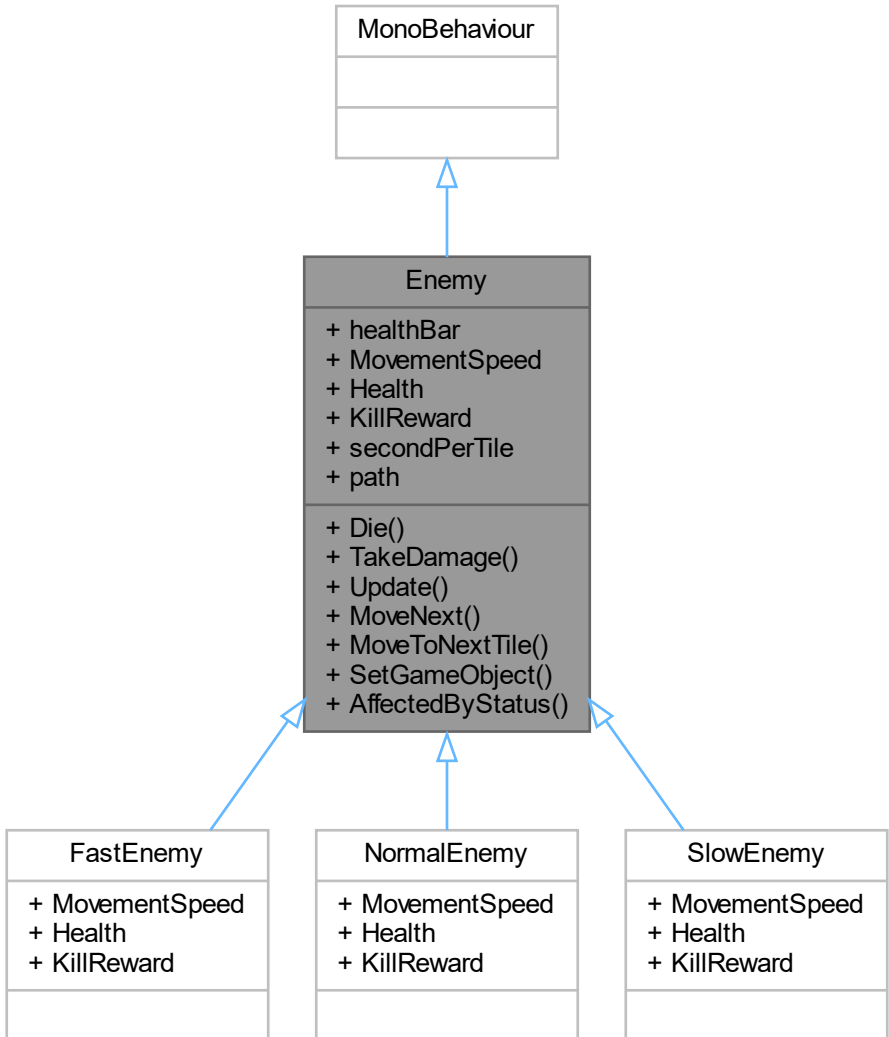 MonoBehaviour
Enemy
+ healthBar
+ MovementSpeed
+ Health
+ KillReward
+ secondPerTile
+ path
+ Die()
+ TakeDamage()
+ Update()
+ MoveNext()
+ MoveToNextTile()
+ SetGameObject()
+ AffectedByStatus()
FastEnemy
+ MovementSpeed
+ Health
+ KillReward
NormalEnemy
+ MovementSpeed
+ Health
+ KillReward
SlowEnemy
+ MovementSpeed
+ Health
+ KillReward